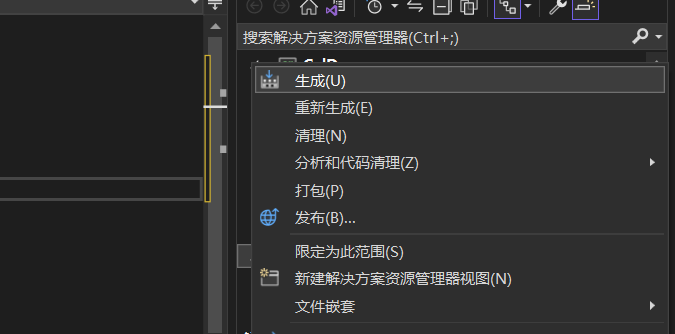 搜索解决方案资源管理器(Ctrl+;)
生成(U)
重新生成(E)
清理(N)
分析和代码清理(Z)
打包(P)
发布(B)...
限定为此范围(S)
新建解决方案资源管理器视图(N)
文件嵌套